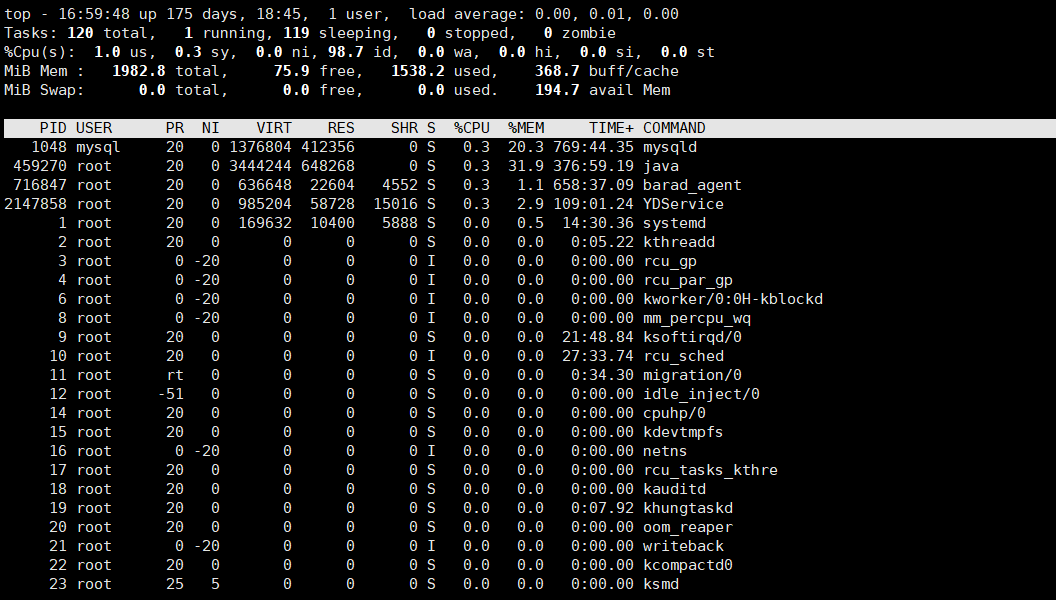 top - 16:59:48 up 175 days, 18:45,  1 user,  load average: 0.00, 0.01, 0.00
Tasks: 120 total,   1 running, 119 sleeping,   0 stopped,   0 zombie
%Cpu(s):  1.0 us,  0.3 sy,  0.0 ni, 98.7 id,  0.0 wa,  0.0 hi,  0.0 si,  0.0 st
MiB Mem :   1982.8 total,     75.9 free,   1538.2 used,    368.7 buff/cache
MiB Swap:      0.0 total,      0.0 free,      0.0 used.    194.7 avail Mem
    PID USER      PR  NI    VIRT    RES    SHR S  %CPU  %MEM     TIME+ COMMAND
   1048 mysql     20   0 1376804 412356      0 S   0.3  20.3 769:44.35 mysqld
 459270 root      20   0 3444244 648268      0 S   0.3  31.9 376:59.19 java
 716847 root      20   0  636648  22604   4552 S   0.3   1.1 658:37.09 barad_agent
2147858 root      20   0  985204  58728  15016 S   0.3   2.9 109:01.24 YDService
      1 root      20   0  169632  10400   5888 S   0.0   0.5  14:30.36 systemd
      2 root      20   0       0      0      0 S   0.0   0.0   0:05.22 kthreadd
      3 root       0 -20       0      0      0 I   0.0   0.0   0:00.00 rcu_gp
      4 root       0 -20       0      0      0 I   0.0   0.0   0:00.00 rcu_par_gp
      6 root       0 -20       0      0      0 I   0.0   0.0   0:00.00 kworker/0:0H-kblockd
      8 root       0 -20       0      0      0 I   0.0   0.0   0:00.00 mm_percpu_wq
      9 root      20   0       0      0      0 S   0.0   0.0  21:48.84 ksoftirqd/0
     10 root      20   0       0      0      0 I   0.0   0.0  27:33.74 rcu_sched
     11 root      rt   0       0      0      0 S   0.0   0.0   0:34.30 migration/0
     12 root     -51   0       0      0      0 S   0.0   0.0   0:00.00 idle_inject/0
     14 root      20   0       0      0      0 S   0.0   0.0   0:00.00 cpuhp/0
     15 root      20   0       0      0      0 S   0.0   0.0   0:00.00 kdevtmpfs
     16 root       0 -20       0      0      0 I   0.0   0.0   0:00.00 netns
     17 root      20   0       0      0      0 S   0.0   0.0   0:00.00 rcu_tasks_kthre
     18 root      20   0       0      0      0 S   0.0   0.0   0:00.00 kauditd
     19 root      20   0       0      0      0 S   0.0   0.0   0:07.92 khungtaskd
     20 root      20   0       0      0      0 S   0.0   0.0   0:00.00 oom_reaper
     21 root       0 -20       0      0      0 I   0.0   0.0   0:00.00 writeback
     22 root      20   0       0      0      0 S   0.0   0.0   0:00.00 kcompactd0
     23 root      25   5       0      0      0 S   0.0   0.0   0:00.00 ksmd